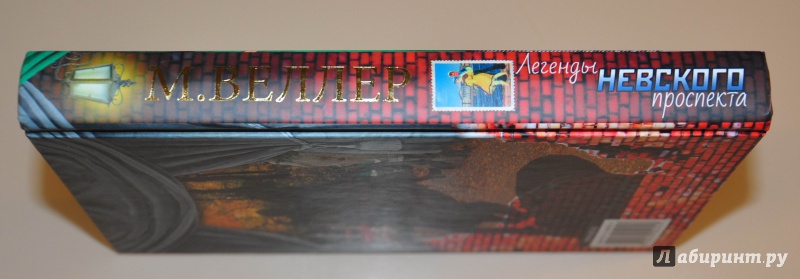 М.ВЕЛЛЕР
Легенды
НЕВСКОГО
проспекта
Лабиринт.ру